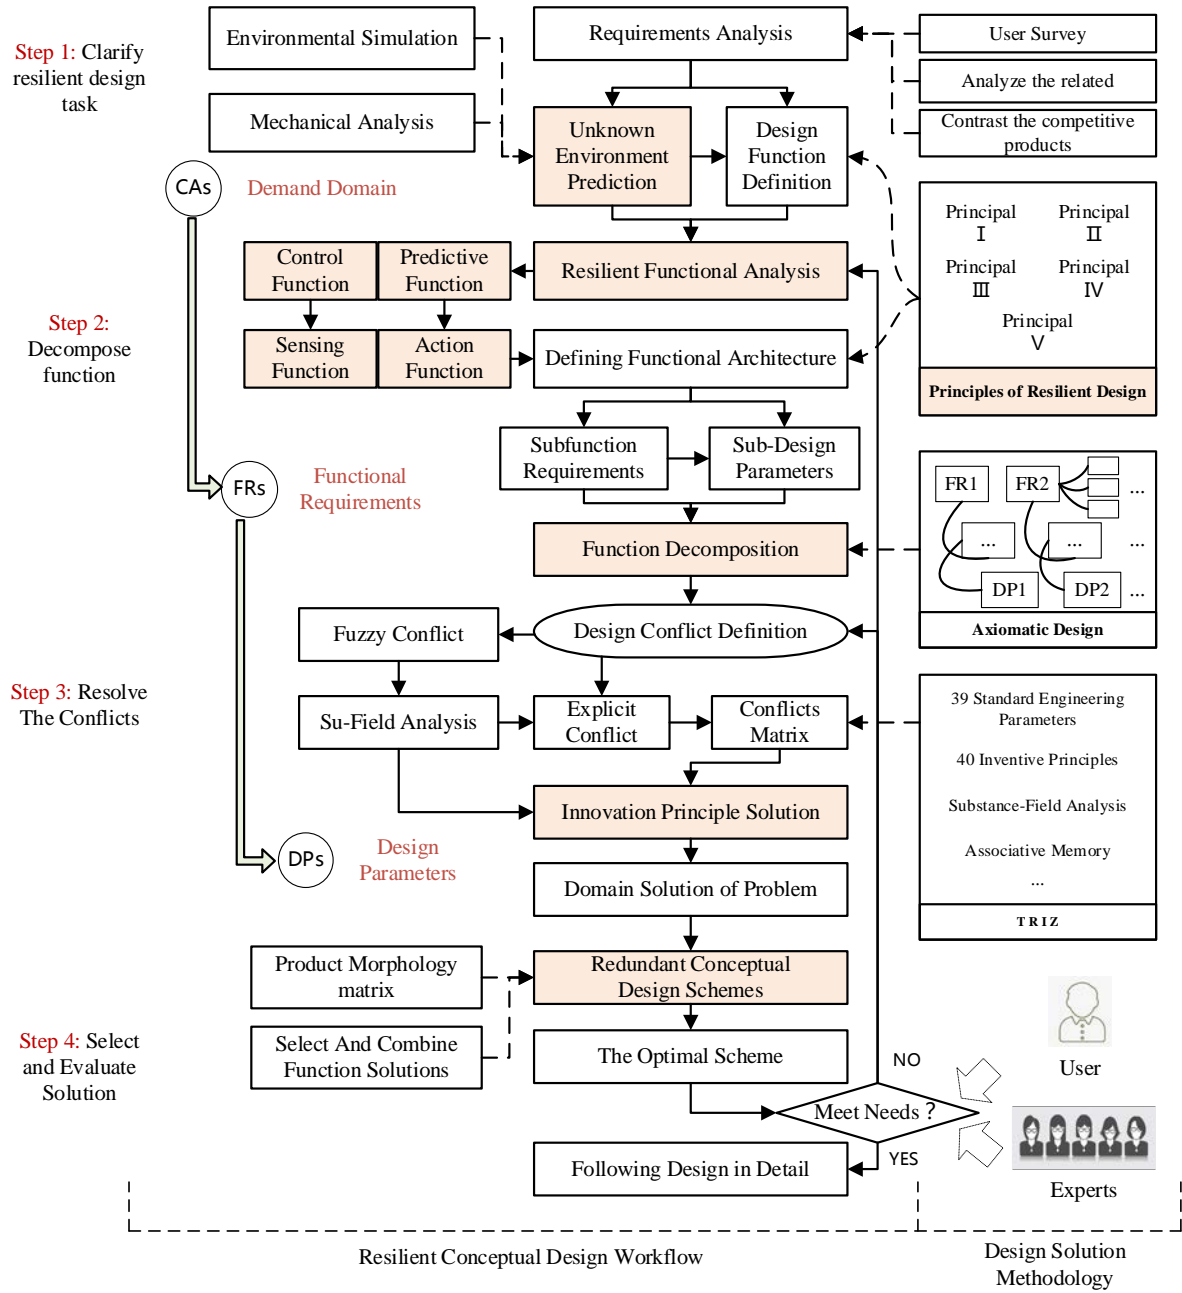 Step 1: Clarify
resilient design
task
Environmental Simulation
Mechanical Analysis
Requirements Analysis
Unknown
Environment
Prediction
Design
Function
Definition
User Survey
Analyze the related
Contrast the competitive
products
CAs
Demand Domain
Control
Function
Predictive
Function
Resilient Functional Analysis
Principal
Ⅰ
Principal
Ⅱ
Principal
Ⅲ
Principal
Ⅳ
Principal
Ⅴ
Principles of Resilient Design
Step 2:
Decompose
function
Sensing
Function
Action
Function
Defining Functional Architecture
Subfunction
Requirements
Sub-Design
Parameters
FRs
Functional
Requirements
Function Decomposition
FR1
FR2
...
...
...
...
DP1
DP2
...
Axiomatic Design
Fuzzy Conflict
Design Conflict Definition
Step 3: Resolve
The Conflicts
Su-Field Analysis
Explicit
Conflict
Conflicts
Matrix
39 Standard Engineering
Parameters
40 Inventive Principles
Substance-Field Analysis
Associative Memory
...
TRIZ
Innovation Principle Solution
DPs
Design
Parameters
Domain Solution of Problem
Product Morphology
matrix
Redundant Conceptual
Design Schemes
Step 4: Select
and Evaluate
Solution
Select And Combine
Function Solutions
The Optimal Scheme
NO
User
Meet Needs ?
YES
Following Design in Detail
Experts
Resilient Conceptual Design Workflow
Design Solution
Methodology